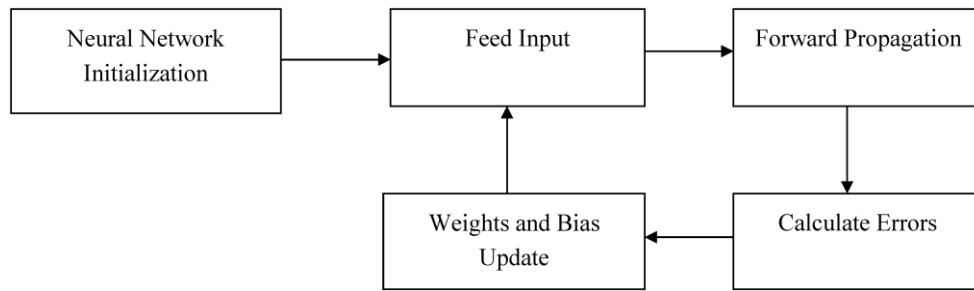 Neural Network
Initialization
Feed Input
Forward Propagation
Weights and Bias
Update
Calculate Errors